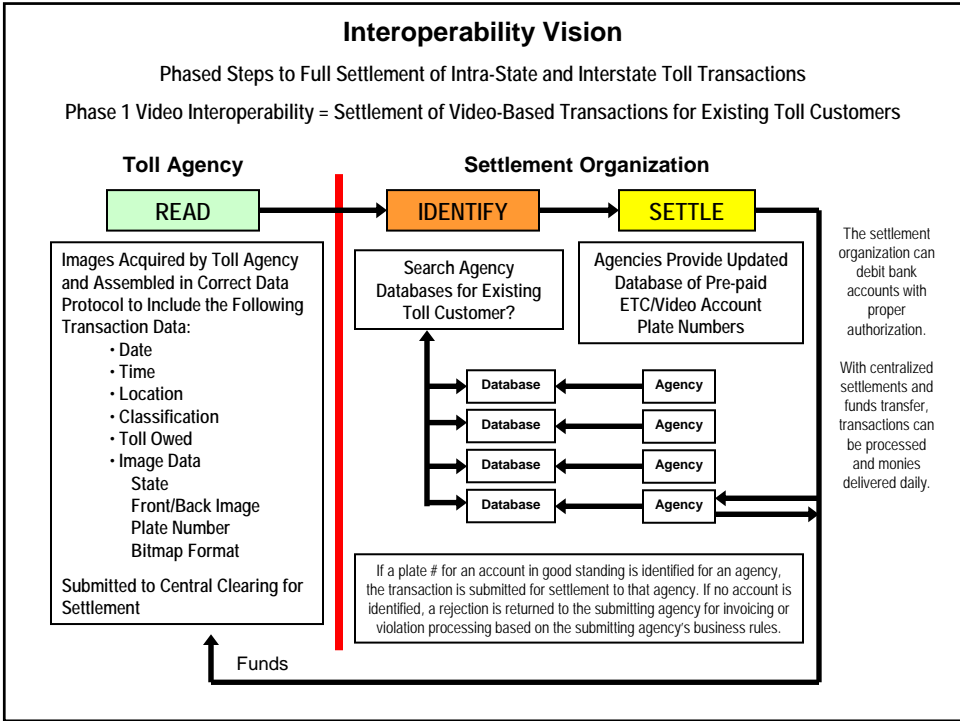 Interoperability Vision
Phased Steps to Full Settlement of Intra-State and Interstate Toll Transactions
Phase 1 Video Interoperability = Settlement of Video-Based Transactions for Existing Toll Customers
Toll Agency
Settlement Organization
READ
IDENTIFY
SETTLE
Images Acquired by Toll Agency
and Assembled in Correct Data
Protocol to Include the Following
Transaction Data:
• Date
• Time
• Location
• Classification
• Toll Owed
• Image Data
State
Front/Back Image
Plate Number
Bitmap Format
Submitted to Central Clearing for
Settlement
Search Agency
Databases for Existing
Toll Customer?
Agencies Provide Updated
Database of Pre-paid
ETC/Video Account
Plate Numbers
Database
Agency
Database
Agency
Database
Agency
Database
Agency
If a plate # for an account in good standing is identified for an agency,
the transaction is submitted for settlement to that agency. If no account is
identified, a rejection is returned to the submitting agency for invoicing or
violation processing based on the submitting agency's business rules.
The settlement
organization can
debit bank
accounts with
proper
authorization.
With centralized
settlements and
funds transfer,
transactions can
be processed
and monies
delivered daily.
Funds